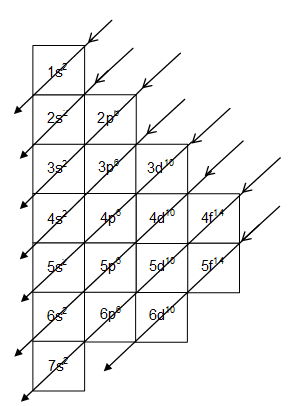 1s²
2s² 2p⁶
3s² 3p⁶ 3d¹⁰
4s² 4p⁶ 4d¹⁰ 4f¹⁴
5s² 5p⁶ 5d¹⁰ 5f¹⁴
6s² 6p⁶ 6d¹⁰
7s²